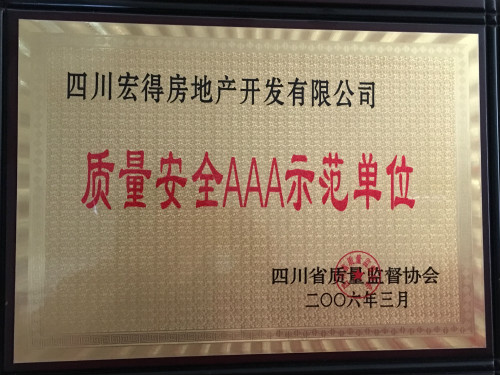 四川宏得房地产开发有限公司
质量安全AAA示范单位
四川省质量监督协会
二〇〇六年三月